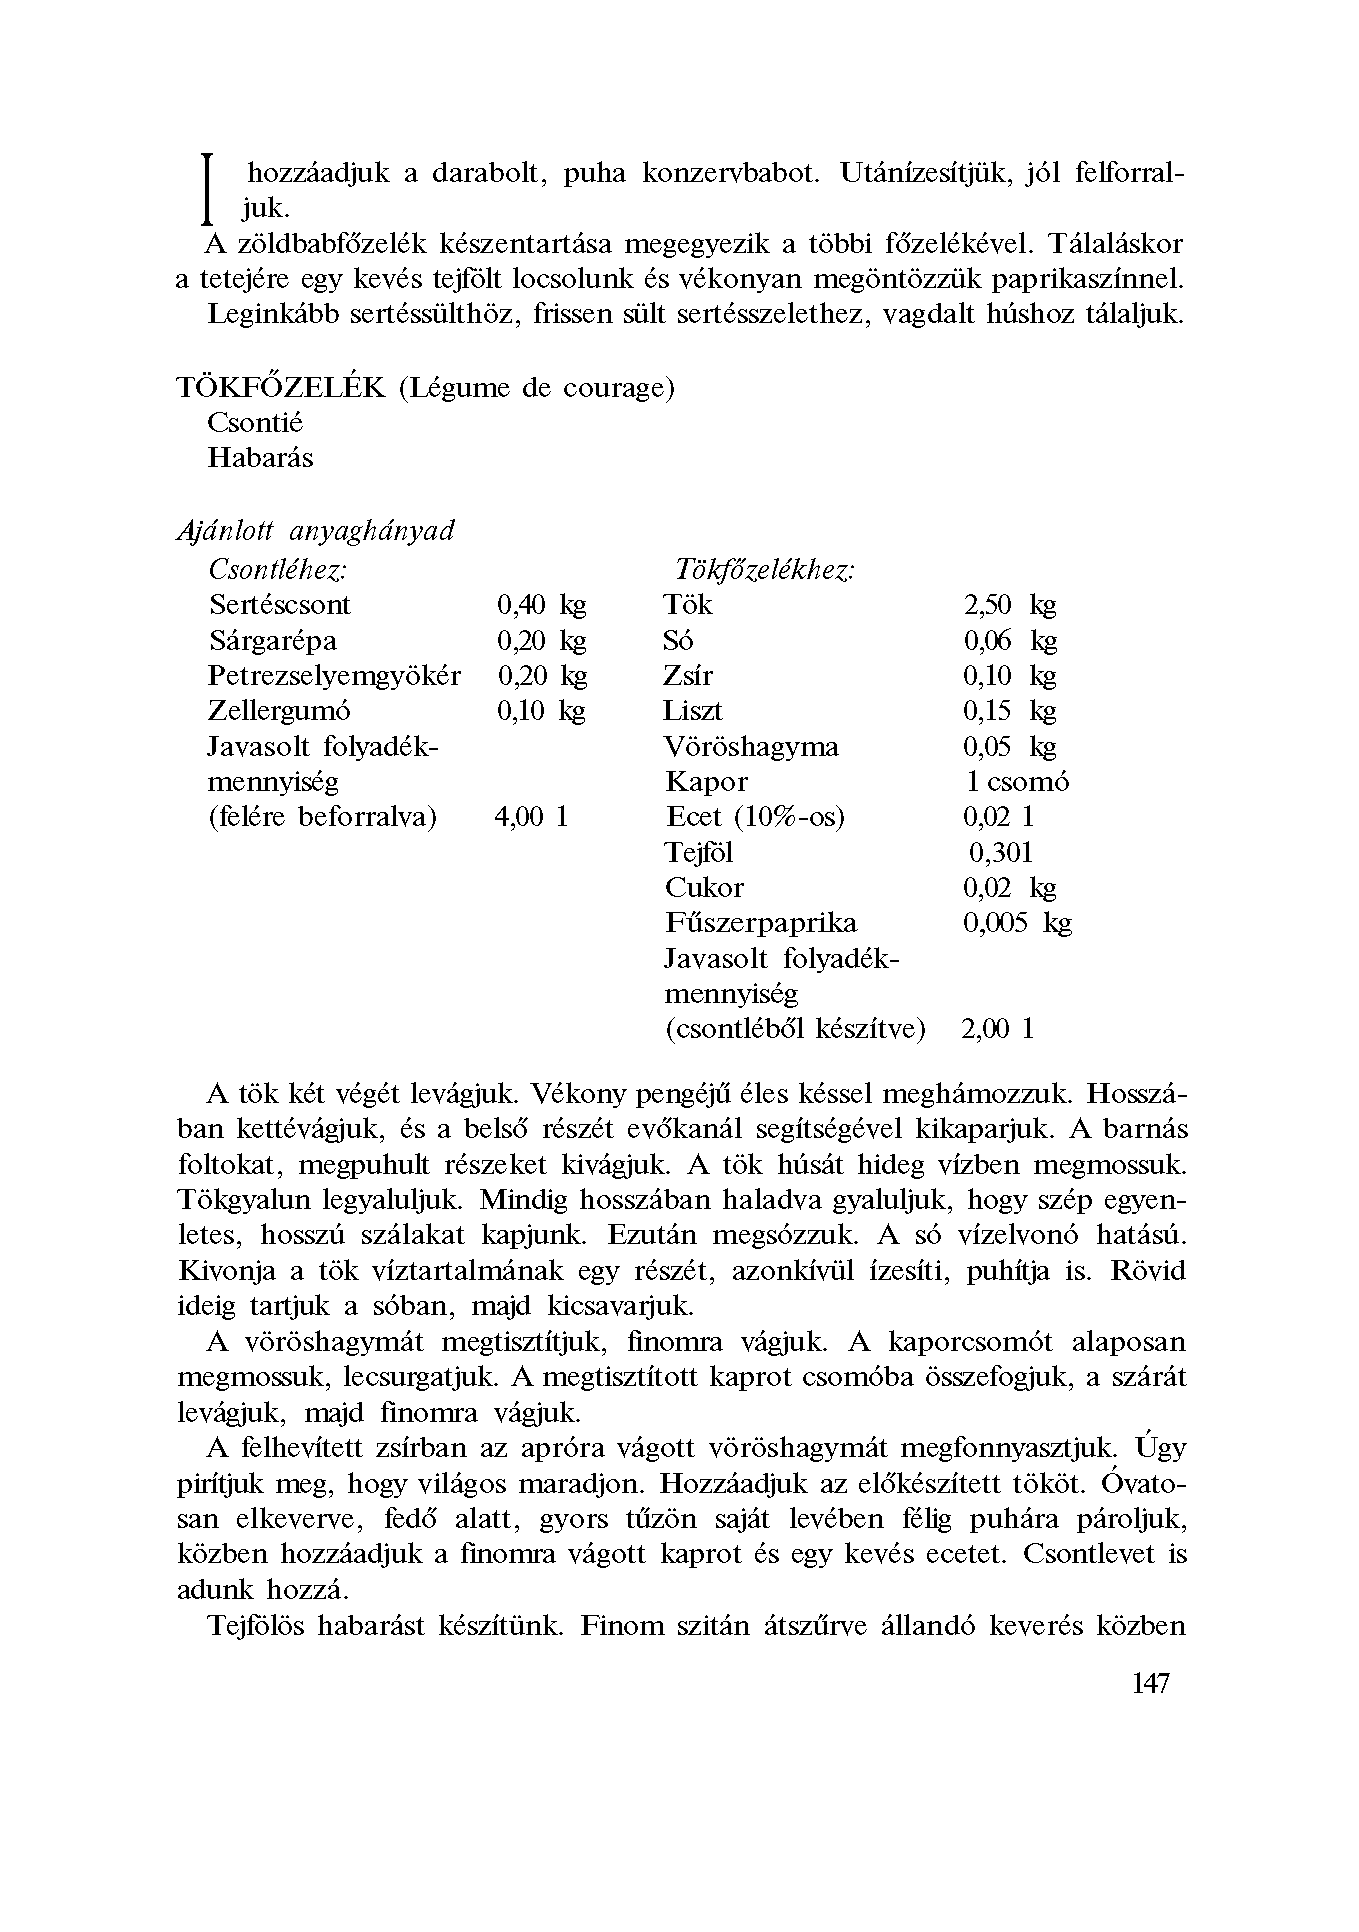 hozzáadjuk a darabolt, puha konzervbabot. Utánízesítjük, jól felforral-
juk.
A zöldbabfőzelék készentartása megegyezik a többi főzelékével. Tálaláskor
a tetejére egy kevés tejfölt locsolunk és vékonyan megöntözzük paprikaszínnel.
Leginkább sertéssülthöz, frissen sült sertésszelethez, vagdalt húshoz tálaljuk.
TÖKFŐZELÉK (Légume de courage)
Csontié
Habarás
Ajánlott anyaghányad
Csontléhez: Tökfőzelékhez:
Sertéscsont 0,40 kg Tök 2,50 kg
Sárgarépa 0,20 kg Só 0,06 kg
Petrezselyemgyökér 0,20 kg Zsír 0,10 kg
Zellergumó 0,10 kg Liszt 0,15 kg
Javasolt folyadék- Vöröshagyma 0,05 kg
mennyiség Kapor 1 csomó
(felére beforralva) 4,00 1 Ecet (10%-os) 0,02 1
Tejföl 0,301
Cukor 0,02 kg
Fűszerpaprika 0,005 kg
Javasolt folyadék-
mennyiség
(csontléből készítve) 2,00 1
A tök két végét levágjuk. Vékony pengéjű éles késsel meghámozzuk. Hosszá-
ban kettévágjuk, és a belső részét evőkanál segítségével kikaparjuk. A barnás
foltokat, megpuhult részeket kivágjuk. A tök húsát hideg vízben megmossuk.
Tökgyalun legyaluljuk. Mindig hosszában haladva gyaluljuk, hogy szép egyen-
letes, hosszú szálakat kapjunk. Ezután megsózzuk. A só vízelvonó hatású.
Kivonja a tök víztartalmának egy részét, azonkívül ízesíti, puhítja is. Rövid
ideig tartjuk a sóban, majd kicsavarjuk.
A vöröshagymát megtisztítjuk, finomra vágjuk. A kaporcsomót alaposan
megmossuk, lecsurgatjuk. A megtisztított kaprot csomóba összefogjuk, a szárát
levágjuk, majd finomra vágjuk.
A felhevített zsírban az apróra vágott vöröshagymát megfonnyasztjuk. Úgy
pirítjuk meg, hogy világos maradjon. Hozzáadjuk az előkészített tököt. Óvato-
san elkeverve, fedő alatt, gyors tűzön saját levében félig puhára pároljuk,
közben hozzáadjuk a finomra vágott kaprot és egy kevés ecetet. Csontlevet is
adunk hozzá.
Tejfölös habarást készítünk. Finom szitán átszűrve állandó keverés közben
147